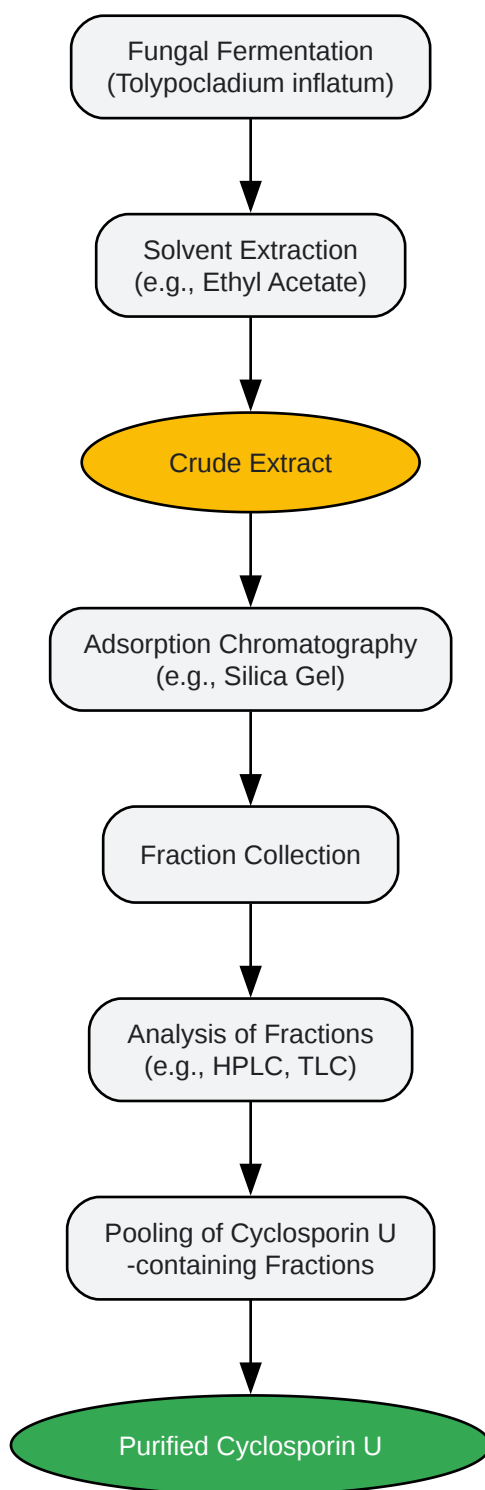 Fungal Fermentation
(Tolypocladium inflatum)
Solvent Extraction
(e.g., Ethyl Acetate)
Crude Extract
Adsorption Chromatography
(e.g., Silica Gel)
Fraction Collection
Analysis of Fractions
(e.g., HPLC, TLC)
Pooling of Cyclosporin U
-containing Fractions
Purified Cyclosporin U